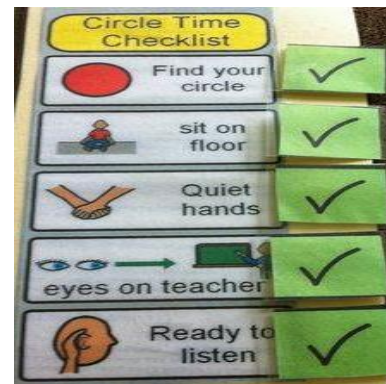 Circle Time
Checklist
Find your
circle
sit on
floor
Quiet
hands
eyes on teacher
Ready to
listen